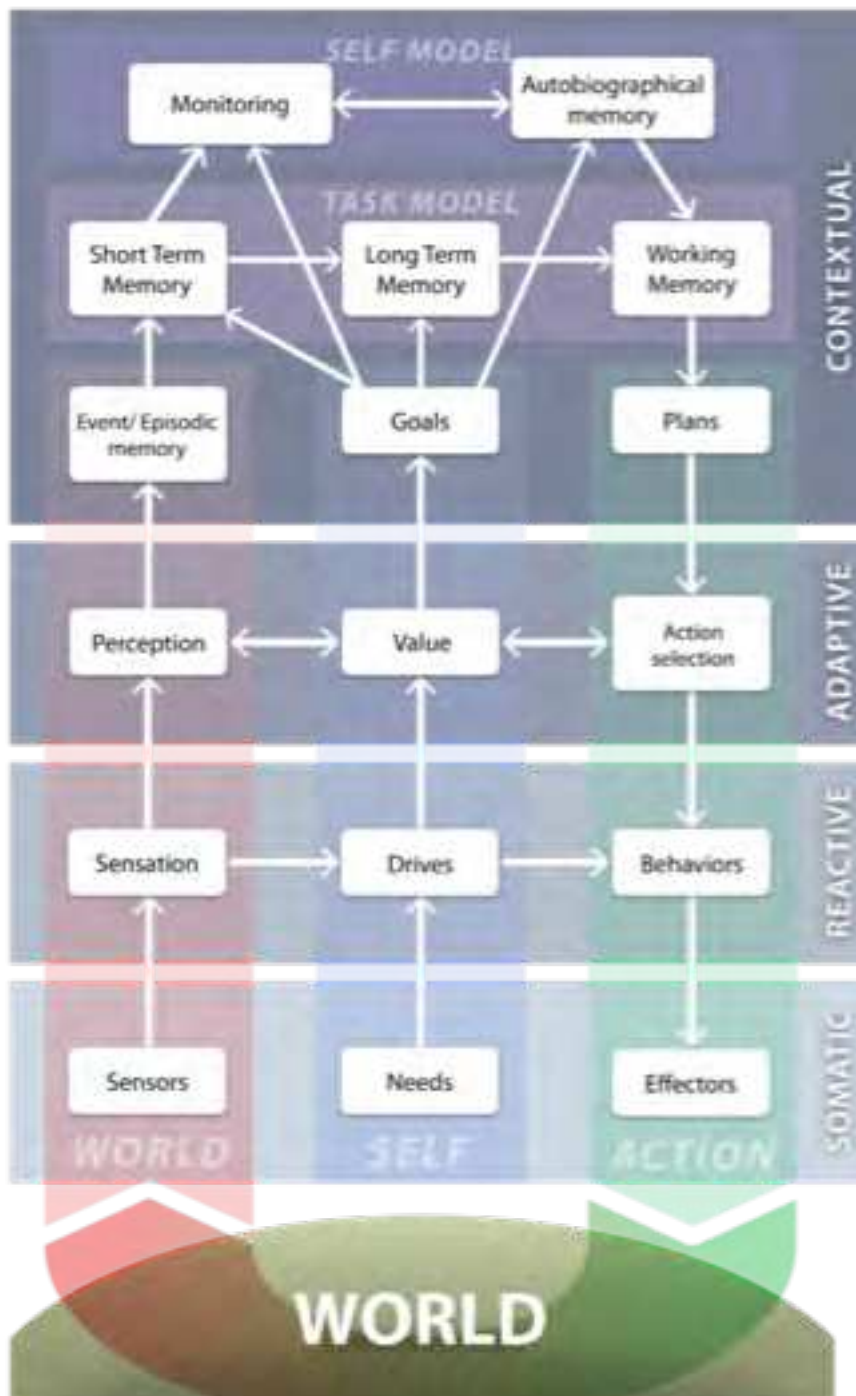 SELF MODEL
Monitoring
Autobiographical
memory
TASK MODEL
Short Term
Memory
Long Term
Memory
Working
Memory
Event/ Episodic
memory
Goals
Plans
CONTEXTUAL
Perception
Value
Action
selection
ADAPTIVE
Sensation
Drives
Behaviors
REACTIVE
Sensors
Needs
Effectors
SOMATIC
WORLD
SELF
ACTION
WORLD